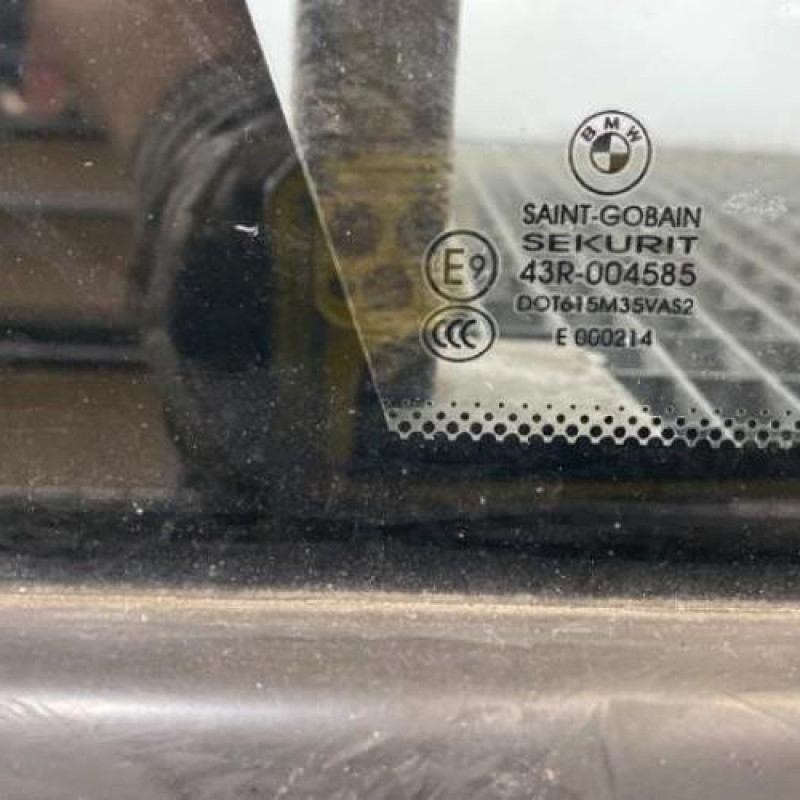 BMW
SAINT-GOBAIN
SEKURIT
E9
43R-004585
DOT615M35VAS2
CCC
E 000214